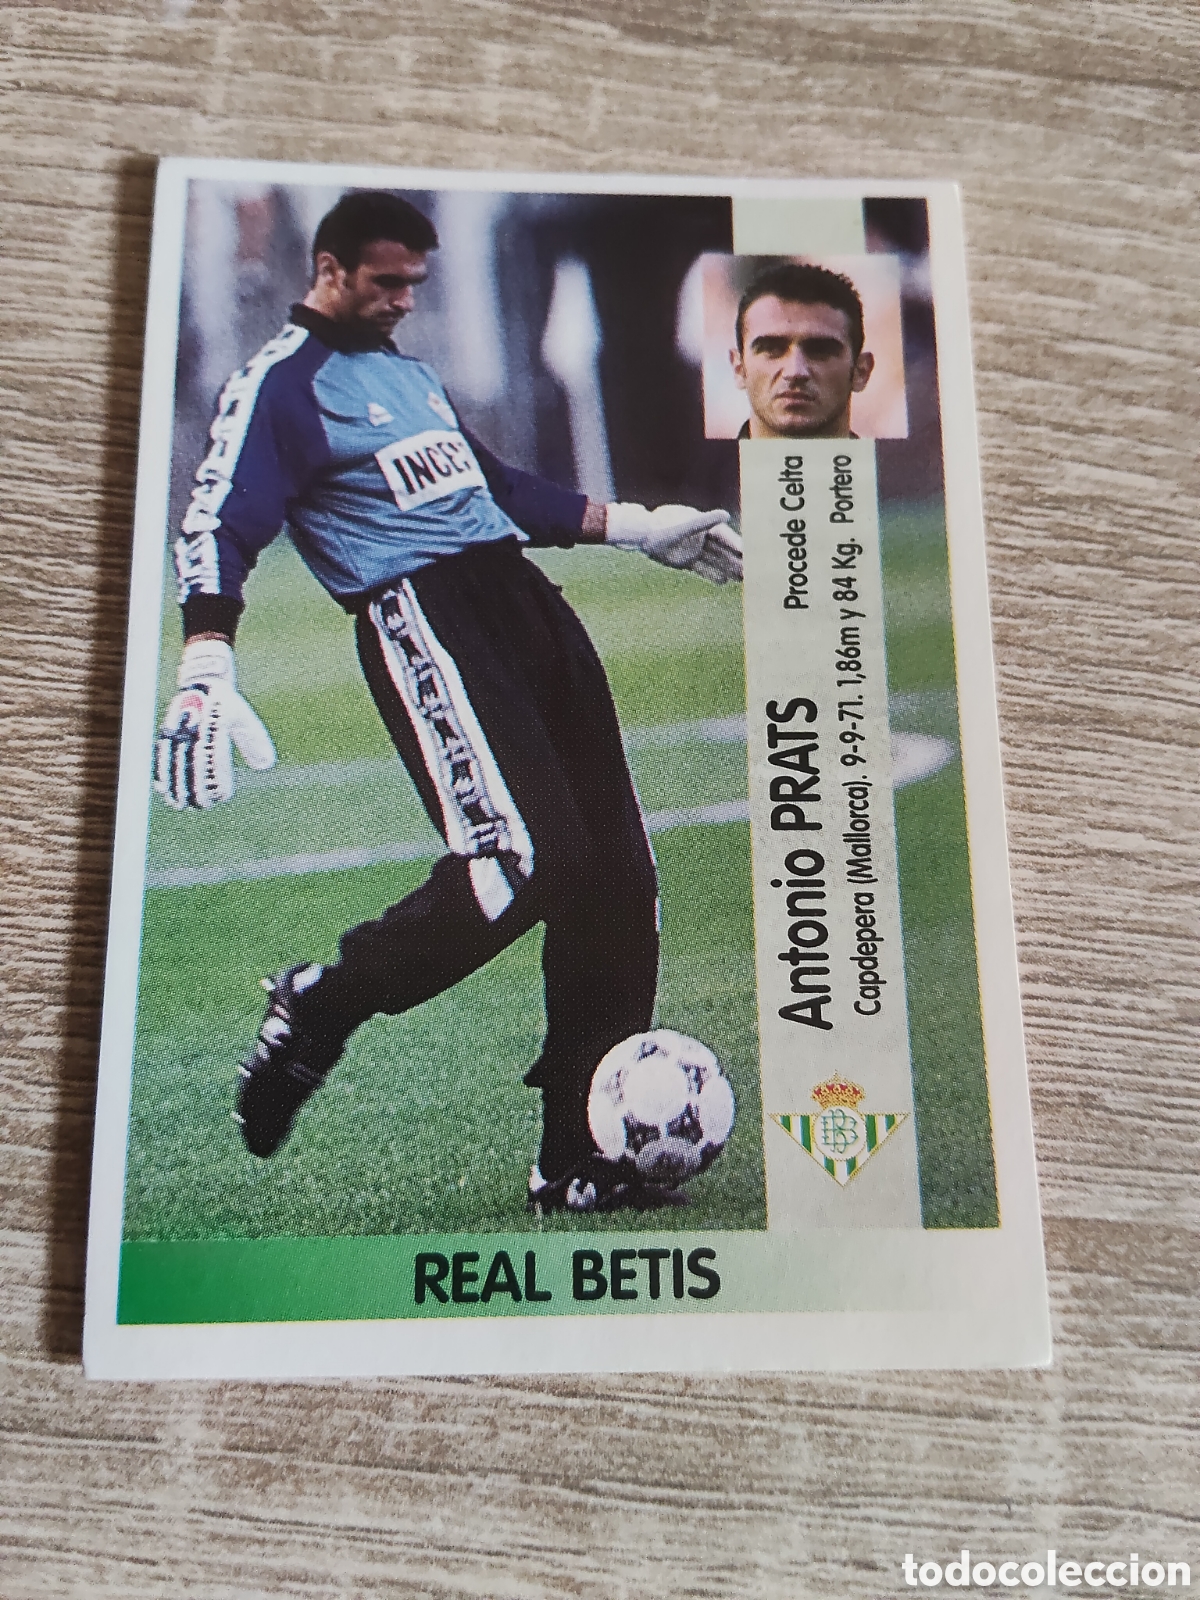 INCE
Procede Celta
Antonio PRATS
Capdepera (Mallorca). 9-9-71. 1,86m y 84 Kg. Portero
REAL BETIS
todocoleccion